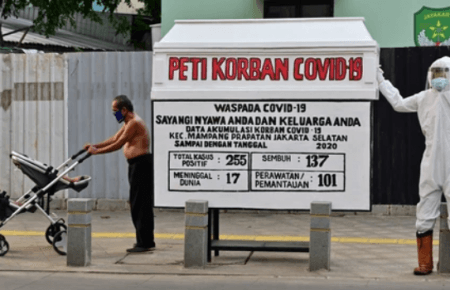 JAYAKARTA
PETI KORBAN COVID-19
WASPADA COVID-19
SAYANGI NYAWA ANDA DAN KELUARGA ANDA
DATA AKUMULASI KORBAN COVID-19
KEC. MAMPANG PRAPATAN JAKARTA SELATAN
SAMPAI DENGAN TANGGAL 2020
TOTAL KASUS POSITIF : 255
SEMBUH : 137
MENINGGAL DUNIA : 17
PERAWATAN/PEMANTAUAN : 101